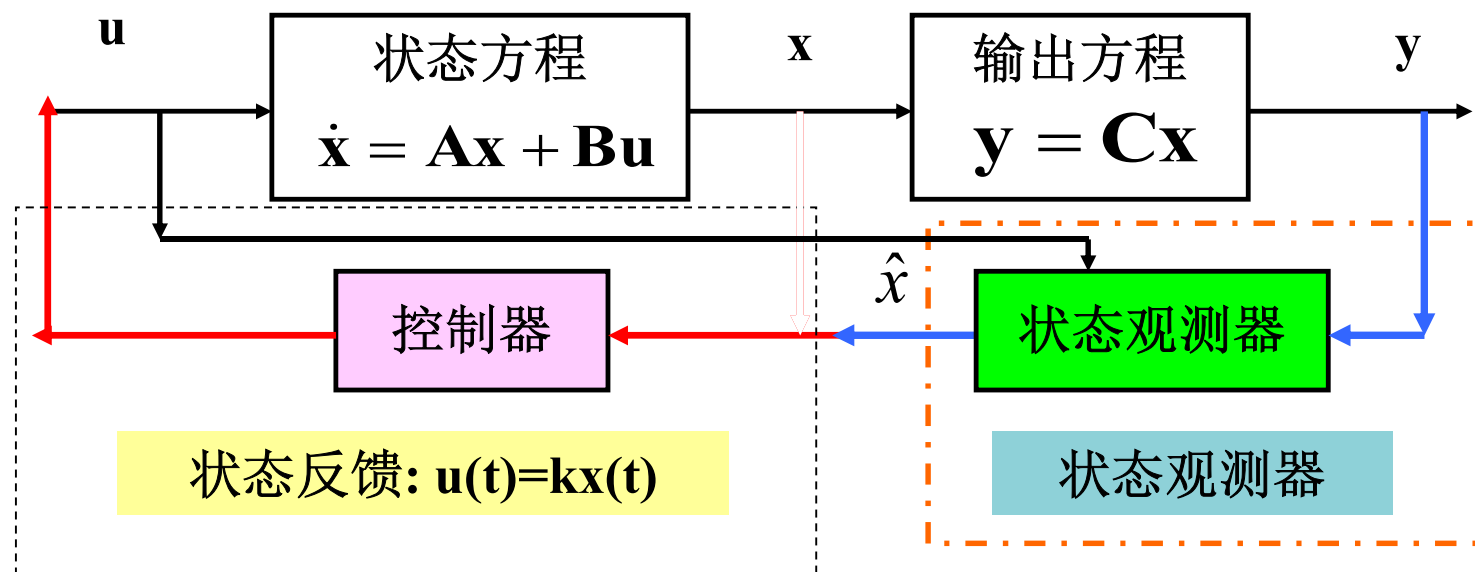 u
状态方程
ẋ = Ax + Bu
x
输出方程
y = Cx
y
x̂
控制器
状态观测器
状态反馈: u(t)=kx(t)
状态观测器